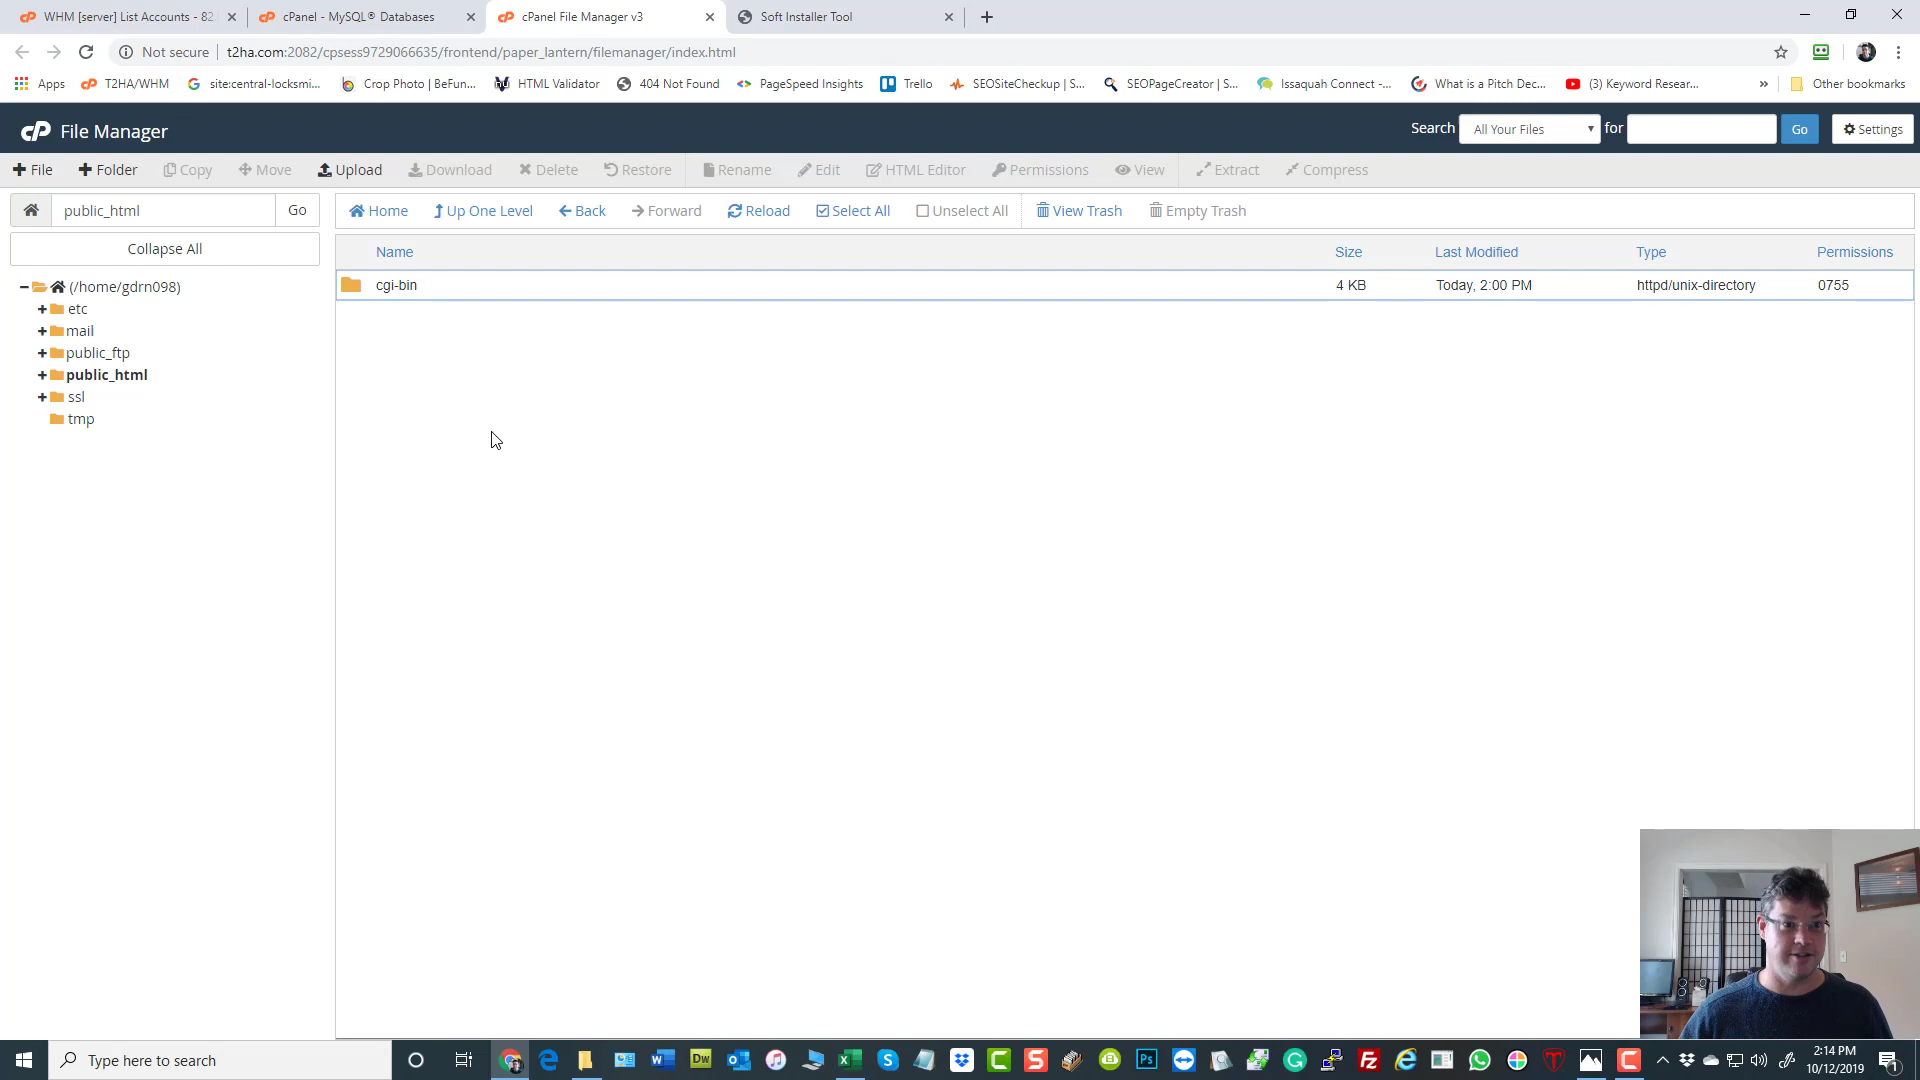 WHM [server] List Accounts - 82.
cPanel - MySQL® Databases
cPanel File Manager v3
Soft Installer Tool
Not secure
t2ha.com:2082/cpsess9729066635/frontend/paper_lantern/filemanager/index.html
Apps
T2HA/WHM
site:central-locksmi...
Crop Photo | BeFun...
HTML Validator
404 Not Found
PageSpeed Insights
Trello
SEOSiteCheckup | S...
SEOPageCreator | S...
Issaquah Connect -...
What is a Pitch Dec...
(3) Keyword Resear...
»
Other bookmarks
cP File Manager
Search
All Your Files
for
Go
Settings
+ File
+ Folder
Copy
Move
Upload
Download
Delete
Restore
Rename
Edit
HTML Editor
Permissions
View
Extract
Compress
public_html
Go
Home
Up One Level
Back
Forward
Reload
Select All
Unselect All
View Trash
Empty Trash
Collapse All
Name
Size
Last Modified
Type
Permissions
cgi-bin
4 KB
Today, 2:00 PM
httpd/unix-directory
0755
(/home/gdrn098)
etc
mail
public_ftp
public_html
ssl
tmp
Type here to search
2:14 PM
10/12/2019